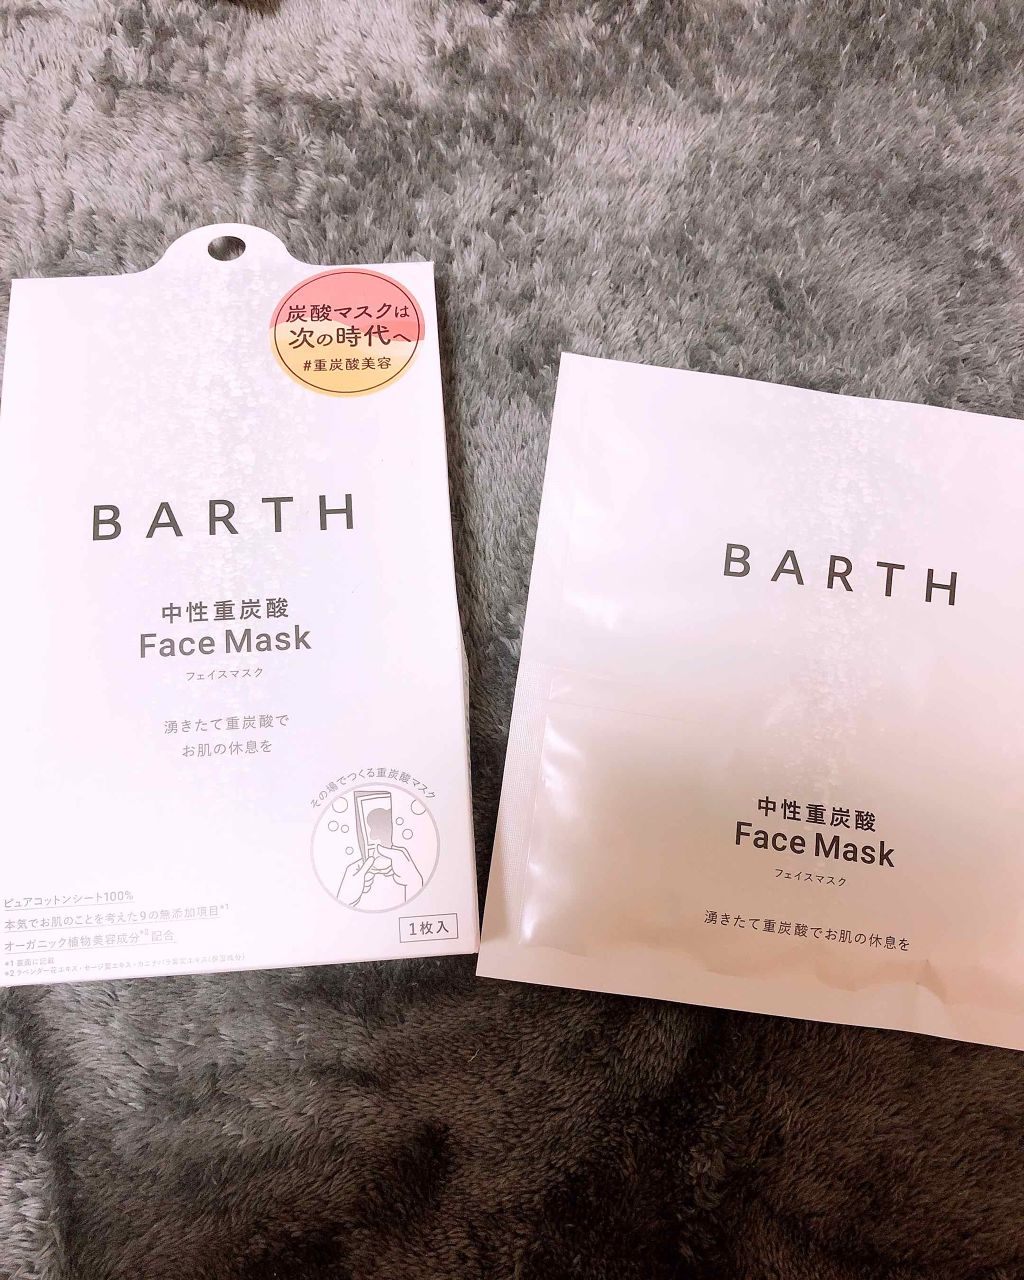 炭酸マスクは
次の時代へ
#重炭酸美容
BARTH
中性重炭酸
Face Mask
フェイスマスク
湧きたて重炭酸で
お肌の休息を
その場でつくる重炭酸マスク
ピュアコットンシート100%
本気でお肌のことを考えた9の無添加項目*1
オーガニック植物美容成分*2配合
*1 裏面に記載
1枚入
BARTH
中性重炭酸
Face Mask
フェイスマスク
湧きたて重炭酸でお肌の休息を